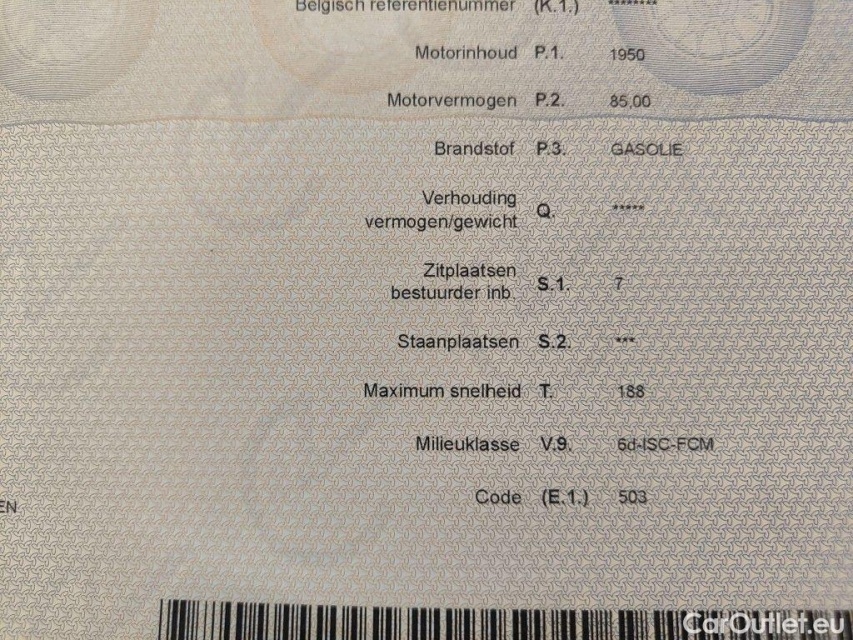 Belgisch referentienummer (K.1.) ********
Motorinhoud P.1. 1950
Motorvermogen P.2. 85,00
Brandstof P.3. GASOLIE
Verhouding
vermogen/gewicht Q. *****
Zitplaatsen
bestuurder inb. S.1. 7
Staanplaatsen S.2. ***
Maximum snelheid T. 188
Milieuklasse V.9. 6d-ISC-FCM
Code (E.1.) 503
EN
CarOutlet.eu